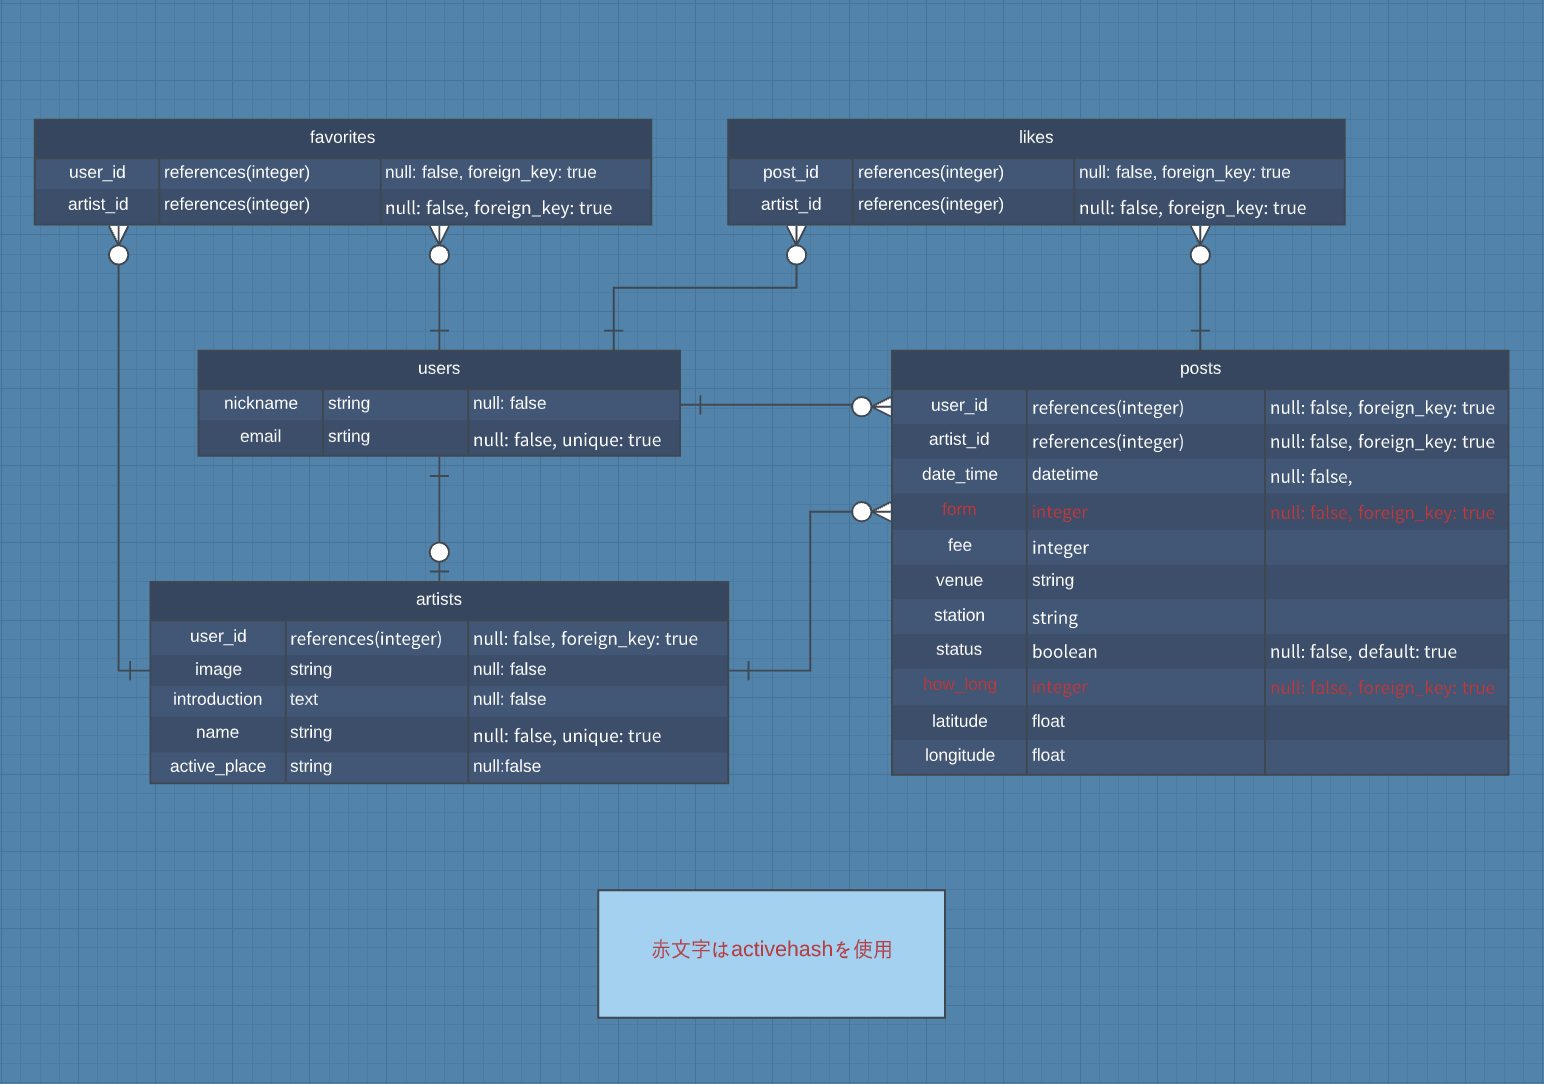 favorites
user_id references(integer) null: false, foreign_key: true
artist_id references(integer) null: false, foreign_key: true
likes
post_id references(integer) null: false, foreign_key: true
artist_id references(integer) null: false, foreign_key: true
users
nickname string null: false
email srting null: false, unique: true
posts
user_id references(integer) null: false, foreign_key: true
artist_id references(integer) null: false, foreign_key: true
date_time datetime null: false,
form integer null: false, foreign_key: true
fee integer
venue string
station string
status boolean null: false, default: true
how_long integer null: false, foreign_key: true
latitude float
longitude float
artists
user_id references(integer) null: false, foreign_key: true
image string null: false
introduction text null: false
name string null: false, unique: true
active_place string null:false
赤文字はactivehashを使用